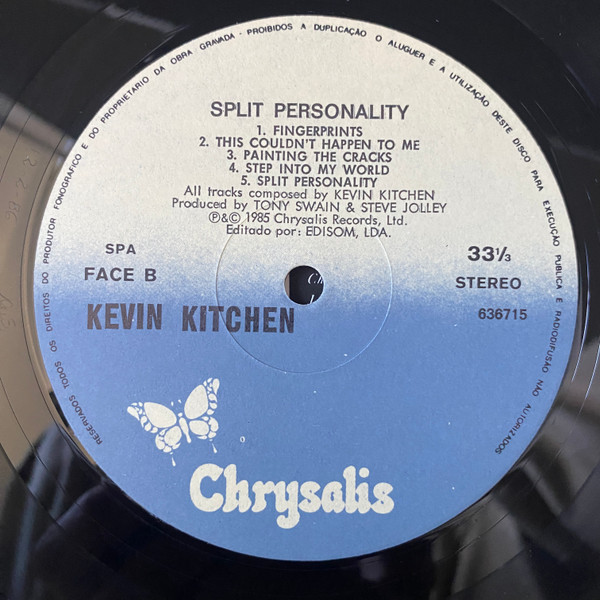 RESERVADOS TODOS OS DIREITOS DO PRODUTOR FONOGRAFICO E DO PROPRIETARIO DA OBRA GRAVADA - PROIBIDOS A DUPLICAÇÃO O ALUGUER E A UTILIZAÇÃO DESTE DISCO PARA EXECUÇÃO PUBLICA E RADIODIFUSÃO NÃO AUTORIZADOS
SPLIT PERSONALITY
1. FINGERPRINTS
2. THIS COULDN'T HAPPEN TO ME
3. PAINTING THE CRACKS
4. STEP INTO MY WORLD
5. SPLIT PERSONALITY
All tracks composed by KEVIN KITCHEN
Produced by TONY SWAIN & STEVE JOLLEY
Ⓟ&© 1985 Chrysalis Records, Ltd.
Editado por: EDISOM, LDA.
SPA
FACE B
33⅓
STEREO
636715
KEVIN KITCHEN
Chrysalis